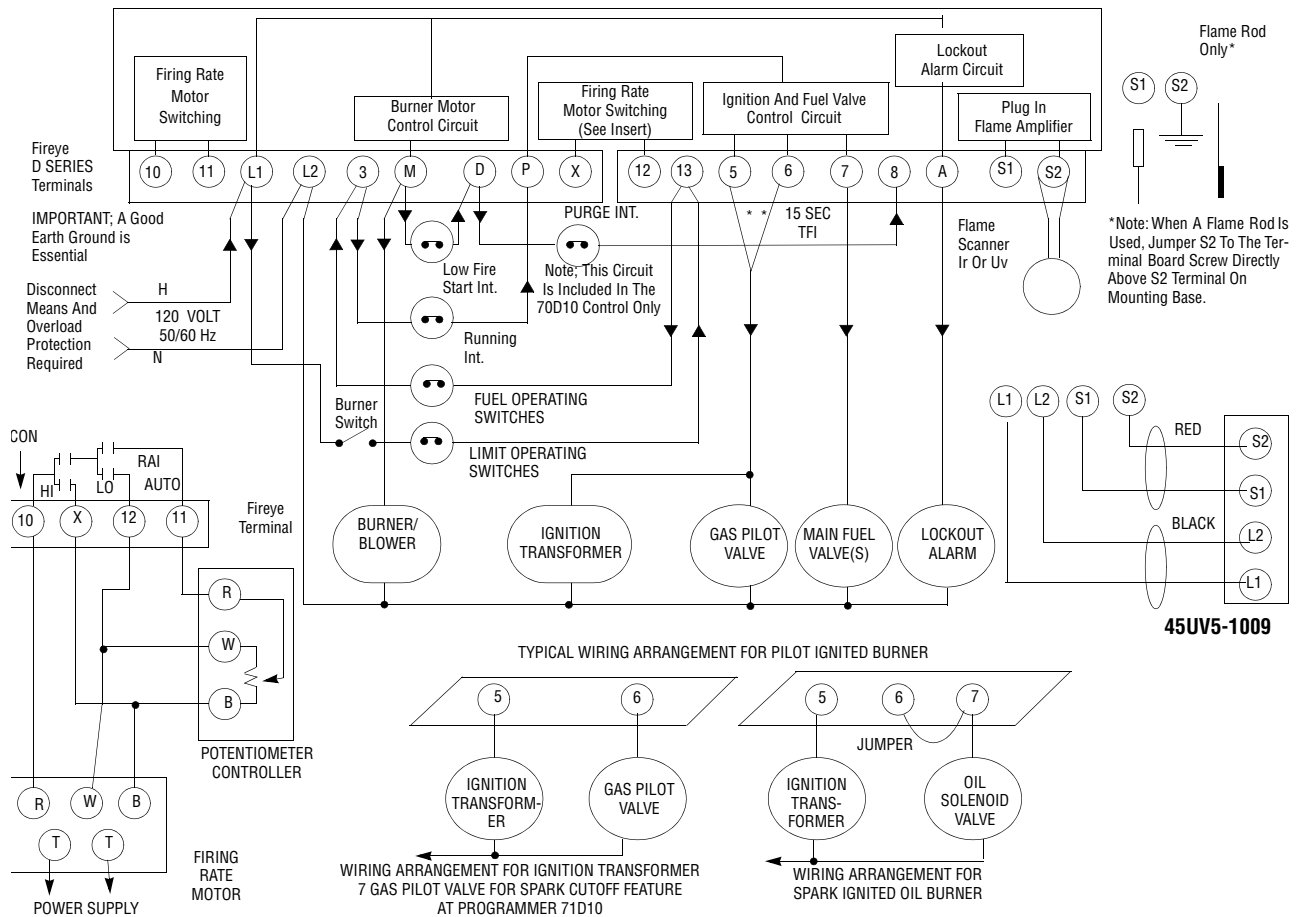 Flame Rod
Only*
S1
S2
Lockout
Alarm Circuit
Firing Rate
Motor
Switching
Burner Motor
Control Circuit
Firing Rate
Motor Switching
(See Insert)
Ignition And Fuel Valve
Control Circuit
Plug In
Flame Amplifier
Fireye
D SERIES
Terminals
10
11
L1
L2
3
M
D
P
X
12
13
5
6
7
8
A
S1
S2
IMPORTANT; A Good
Earth Ground is
Essential
PURGE INT.
* *
15 SEC
TFI
Flame
Scanner
Ir Or Uv
*Note: When A Flame Rod Is
Used, Jumper S2 To The Ter-
minal Board Screw Directly
Above S2 Terminal On
Mounting Base.
Low Fire
Start Int.
Note; This Circuit
Is Included In The
70D10 Control Only
Disconnect
Means And
Overload
Protection
Required
H
120 VOLT
50/60 Hz
N
Running
Int.
FUEL OPERATING
SWITCHES
Burner
Switch
LIMIT OPERATING
SWITCHES
L1
L2
S1
S2
RED
S2
S1
BLACK
L2
L1
45UV5-1009
CON
RAI
HI
LO
AUTO
10
X
12
11
Fireye
Terminal
BURNER/
BLOWER
IGNITION
TRANSFORMER
GAS PILOT
VALVE
MAIN FUEL
VALVE(S)
LOCKOUT
ALARM
R
W
B
POTENTIOMETER
CONTROLLER
TYPICAL WIRING ARRANGEMENT FOR PILOT IGNITED BURNER
5
6
5
6
7
JUMPER
IGNITION
TRANSFORM-
ER
GAS PILOT
VALVE
IGNITION
TRANS-
FORMER
OIL
SOLENOID
VALVE
R
W
B
T
T
FIRING
RATE
MOTOR
POWER SUPPLY
WIRING ARRANGEMENT FOR IGNITION TRANSFORMER
7 GAS PILOT VALVE FOR SPARK CUTOFF FEATURE
AT PROGRAMMER 71D10
WIRING ARRANGEMENT FOR
SPARK IGNITED OIL BURNER